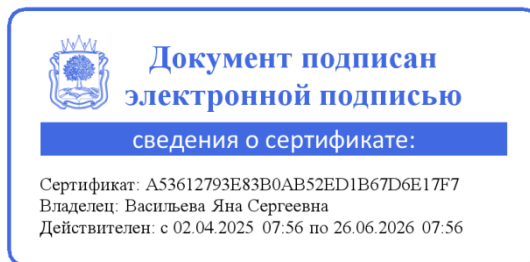 Документ подписан
электронной подписью
сведения о сертификате:
Сертификат: A53612793E83B0AB52ED1B67D6E17F7
Владелец: Васильева Яна Сергеевна
Действителен: с 02.04.2025 07:56 по 26.06.2026 07:56